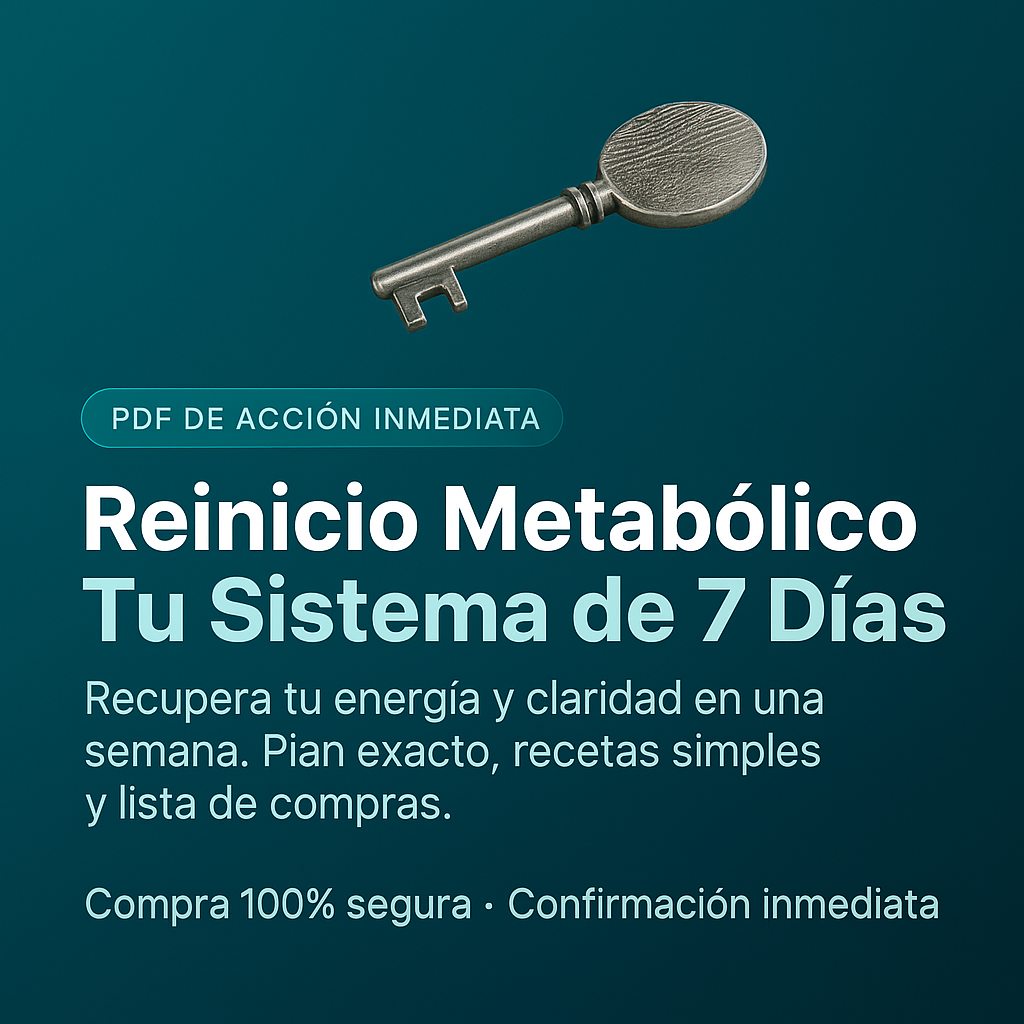 PDF DE ACCIÓN INMEDIATA
Reinicio Metabólico
Tu Sistema de 7 Días
Recupera tu energía y claridad en una
semana. Pian exacto, recetas simples
y lista de compras.
Compra 100% segura · Confirmación inmediata